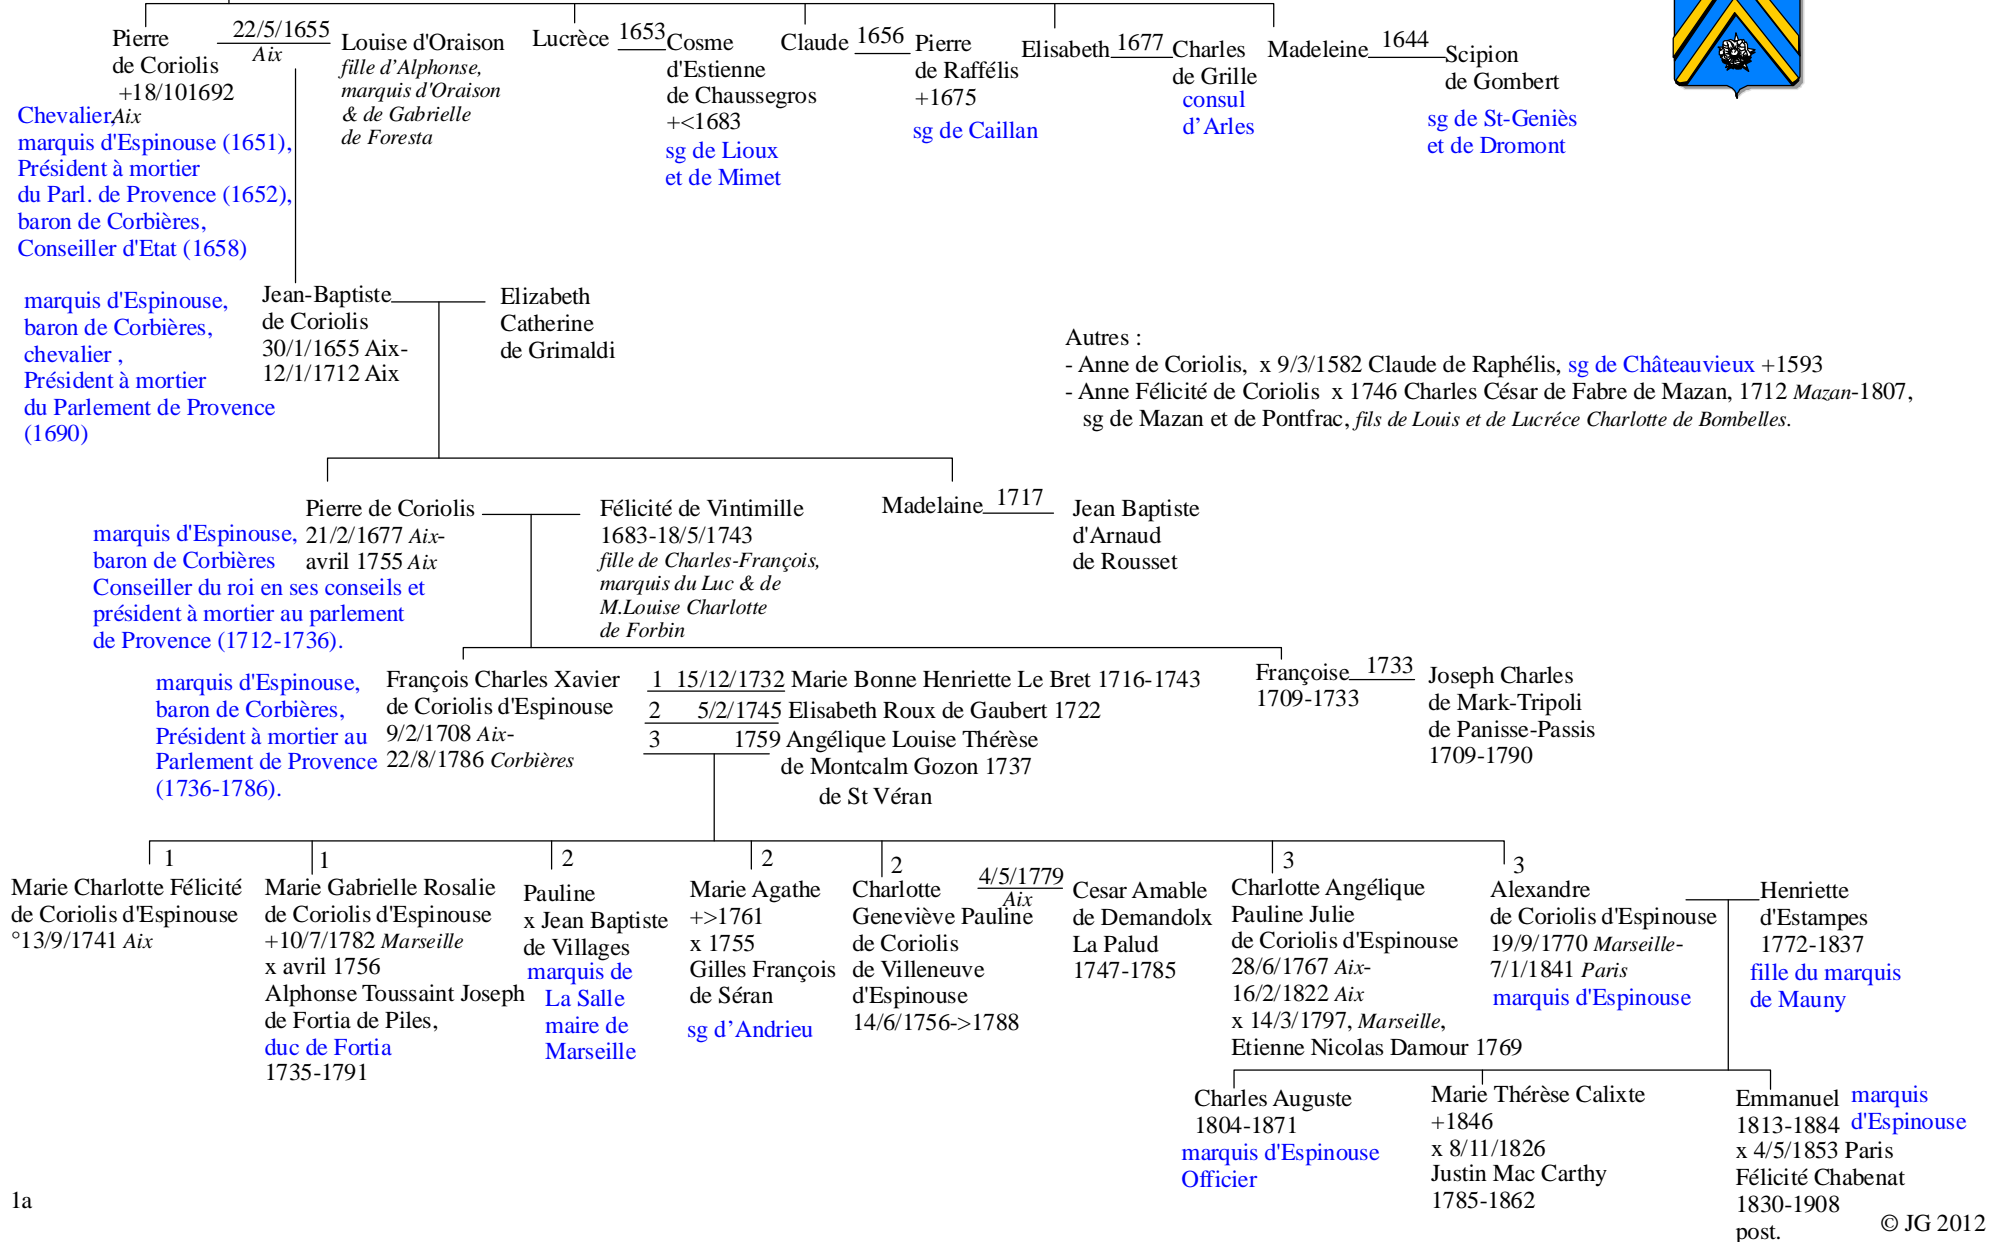 Pierre
de Coriolis
+18/101692
Aix
Chevalier,
marquis d'Espinouse (1651),
Président à mortier
du Parl. de Provence (1652),
baron de Corbières,
Conseiller d'Etat (1658)
22/5/1655
Aix
Louise d'Oraison
fille d'Alphonse,
marquis d'Oraison
& de Gabrielle
de Foresta
Lucrèce
1653
Cosme
d'Estienne
de Chaussegros
+<1683
sg de Lioux
et de Mimet
Claude
1656
Pierre
de Raffélis
+1675
sg de Caillan
Elisabeth
1677
Charles
de Grille
consul
d'Arles
Madeleine
1644
Scipion
de Gombert
sg de St-Geniès
et de Dromont
marquis d'Espinouse,
baron de Corbières,
chevalier ,
Président à mortier
du Parlement de Provence
(1690)
Jean-Baptiste
de Coriolis
30/1/1655 Aix-
12/1/1712 Aix
Elizabeth
Catherine
de Grimaldi
Autres :
- Anne de Coriolis, x 9/3/1582 Claude de Raphélis, sg de Châteauvieux +1593
- Anne Félicité de Coriolis x 1746 Charles César de Fabre de Mazan, 1712 Mazan-1807,
sg de Mazan et de Pontfrac, fils de Louis et de Lucréce Charlotte de Bombelles.
Pierre de Coriolis
21/2/1677 Aix-
avril 1755 Aix
marquis d'Espinouse,
baron de Corbières
Conseiller du roi en ses conseils et
président à mortier au parlement
de Provence (1712-1736).
Félicité de Vintimille
1683-18/5/1743
fille de Charles-François,
marquis du Luc & de
M.Louise Charlotte
de Forbin
Madelaine
1717
Jean Baptiste
d'Arnaud
de Rousset
marquis d'Espinouse,
baron de Corbières,
Président à mortier au
Parlement de Provence
(1736-1786).
François Charles Xavier
de Coriolis d'Espinouse
9/2/1708 Aix-
22/8/1786 Corbières
1 15/12/1732 Marie Bonne Henriette Le Bret 1716-1743
2 5/2/1745 Elisabeth Roux de Gaubert 1722
3 1759 Angélique Louise Thérèse
de Montcalm Gozon 1737
de St Véran
Françoise
1709-1733
1733
Joseph Charles
de Mark-Tripoli
de Panisse-Passis
1709-1790
1
Marie Charlotte Félicité
de Coriolis d'Espinouse
°13/9/1741 Aix
1
Marie Gabrielle Rosalie
de Coriolis d'Espinouse
+10/7/1782 Marseille
x avril 1756
Alphonse Toussaint Joseph
de Fortia de Piles,
duc de Fortia
1735-1791
2
Pauline
x Jean Baptiste
de Villages
marquis de
La Salle
maire de
Marseille
2
Marie Agathe
+>1761
x 1755
Gilles François
de Séran
sg d'Andrieu
2
Charlotte
Geneviève Pauline
de Coriolis
de Villeneuve
d'Espinouse
14/6/1756->1788
4/5/1779
Aix
Cesar Amable
de Demandolx
La Palud
1747-1785
3
Charlotte Angélique
Pauline Julie
de Coriolis d'Espinouse
28/6/1767 Aix-
16/2/1822 Aix
x 14/3/1797, Marseille,
Etienne Nicolas Damour 1769
3
Alexandre
de Coriolis d'Espinouse
19/9/1770 Marseille-
7/1/1841 Paris
marquis d'Espinouse
Henriette
d'Estampes
1772-1837
fille du marquis
de Mauny
Charles Auguste
1804-1871
marquis d'Espinouse
Officier
Marie Thérèse Calixte
+1846
x 8/11/1826
Justin Mac Carthy
1785-1862
Emmanuel
1813-1884
x 4/5/1853 Paris
Félicité Chabenat
1830-1908
post.
marquis
d'Espinouse
1a
© JG 2012